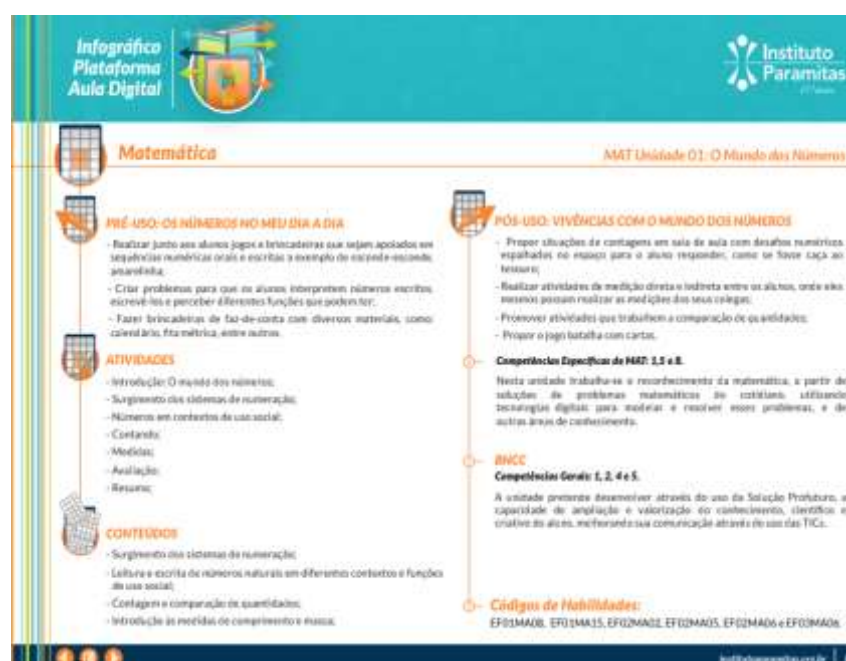 Infográfico
Plataforma
Aula Digital
Instituto
Paramitas
Matemática
MAT Unidade 01: O Mundo dos Números
PRÉ-USO: OS NÚMEROS NO MEU DIA A DIA
- Realizar junto aos alunos jogos e brincadeiras que sejam apoiados em
sequências numéricas orais e escritas a exemplo de esconde-esconde,
amarelinha;
- Criar problemas para que os alunos interpretem números escritos,
escrevê-los e perceber diferentes funções que podem ter;
- Fazer brincadeiras de faz-de-conta com diversos materiais, como:
calendário, fita métrica, entre outros.
ATIVIDADES
- Introdução: O mundo dos números;
- Surgimento dos sistemas de numeração;
- Números em contextos de uso social;
- Contando;
- Medidas;
- Avaliação;
- Resumo;
CONTEÚDOS
- Surgimento dos sistemas de numeração;
- Leitura e escrita de números naturais em diferentes contextos e funções
de uso social;
- Contagem e comparação de quantidades;
- Introdução às medidas de comprimento e massa;
PÓS-USO: VIVÊNCIAS COM O MUNDO DOS NÚMEROS
- Propor situações de contagens em sala de aula com desafios numéricos
espalhados no espaço para o aluno responder, como se fosse caça ao
tesouro;
- Realizar atividades de medição direta e indireta entre os alunos, onde eles
mesmos possam realizar as medições dos seus colegas;
- Promover atividades que trabalhem a comparação de quantidades;
- Propor o jogo batalha com cartas.
Competências Específicas de MAT: 1,5 e 8.
Nesta unidade trabalha-se o reconhecimento da matemática, a partir de
soluções de problemas matemáticos do cotidiano utilizando
tecnologias digitais para modelar e resolver esses problemas, e de
outras áreas de conhecimento.
BNCC
Competências Gerais: 1, 2, 4 e 5.
A unidade pretende desenvolver através do uso da Solução Profuturo, a
capacidade de ampliação e valorização do conhecimento, científico e
criativo do aluno, melhorando sua comunicação através do uso das TICs.
Códigos de Habilidades:
EF01MA08, EF01MA15, EF02MA02, EF02MA05, EF02MA06 e EF03MA06.
institutoparamitas.org.br